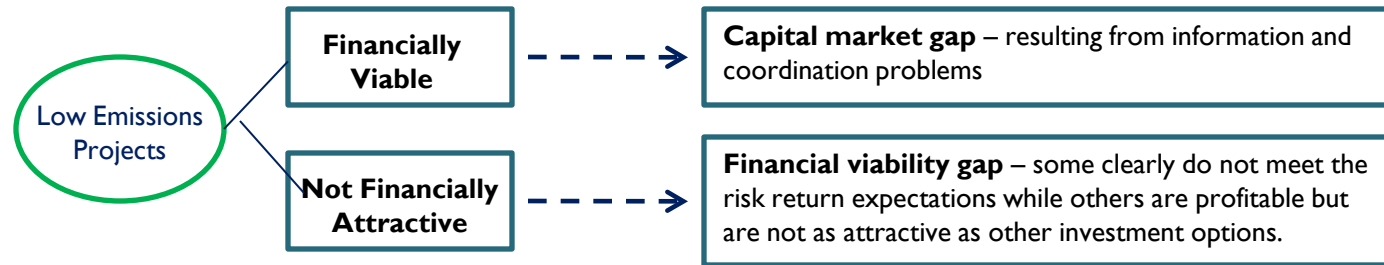 Low Emissions
Projects
Financially
Viable
Capital market gap – resulting from information and
coordination problems
Not Financially
Attractive
Financial viability gap – some clearly do not meet the
risk return expectations while others are profitable but
are not as attractive as other investment options.